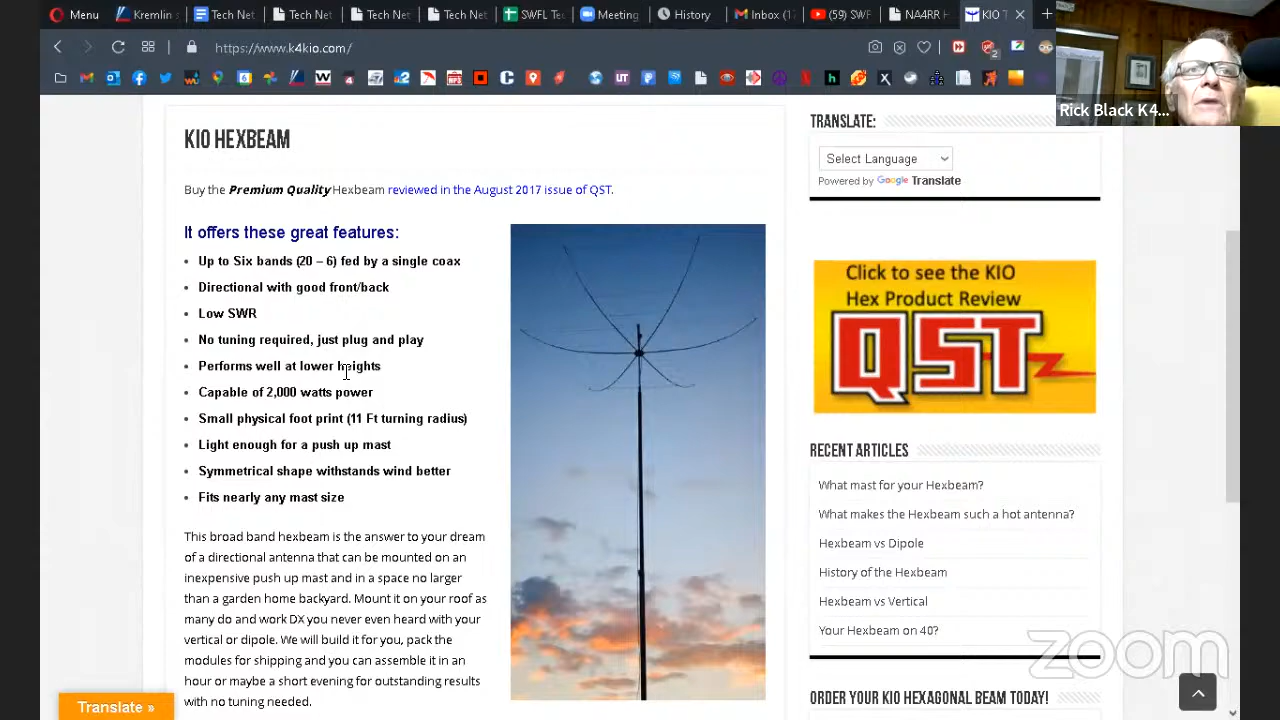 Menu
Kremlin
Tech Net
Tech Net
Tech Net
SWFL Te
Meeting
History
Inbox (1
(59) SWF
NA4RR H
KIO T
https://www.k4kio.com/
Rick Black K4...
KIO HEXBEAM
Buy the Premium Quality Hexbeam reviewed in the August 2017 issue of QST.
It offers these great features:
Up to Six bands (20 – 6) fed by a single coax
Directional with good front/back
Low SWR
No tuning required, just plug and play
Performs well at lower heights
Capable of 2,000 watts power
Small physical foot print (11 Ft turning radius)
Light enough for a push up mast
Symmetrical shape withstands wind better
Fits nearly any mast size
This broad band hexbeam is the answer to your dream
of a directional antenna that can be mounted on an
inexpensive push up mast and in a space no larger
than a garden home backyard. Mount it on your roof as
many do and work DX you never even heard with your
vertical or dipole. We will build it for you, pack the
modules for shipping and you can assemble it in an
hour or maybe a short evening for outstanding results
with no tuning needed.
Translate »
TRANSLATE:
Select Language
Powered by Google Translate
Click to see the KIO
Hex Product Review
QST
RECENT ARTICLES
What mast for your Hexbeam?
What makes the Hexbeam such a hot antenna?
Hexbeam vs Dipole
History of the Hexbeam
Hexbeam vs Vertical
Your Hexbeam on 40?
zoom
ORDER YOUR KIO HEXAGONAL BEAM TODAY!